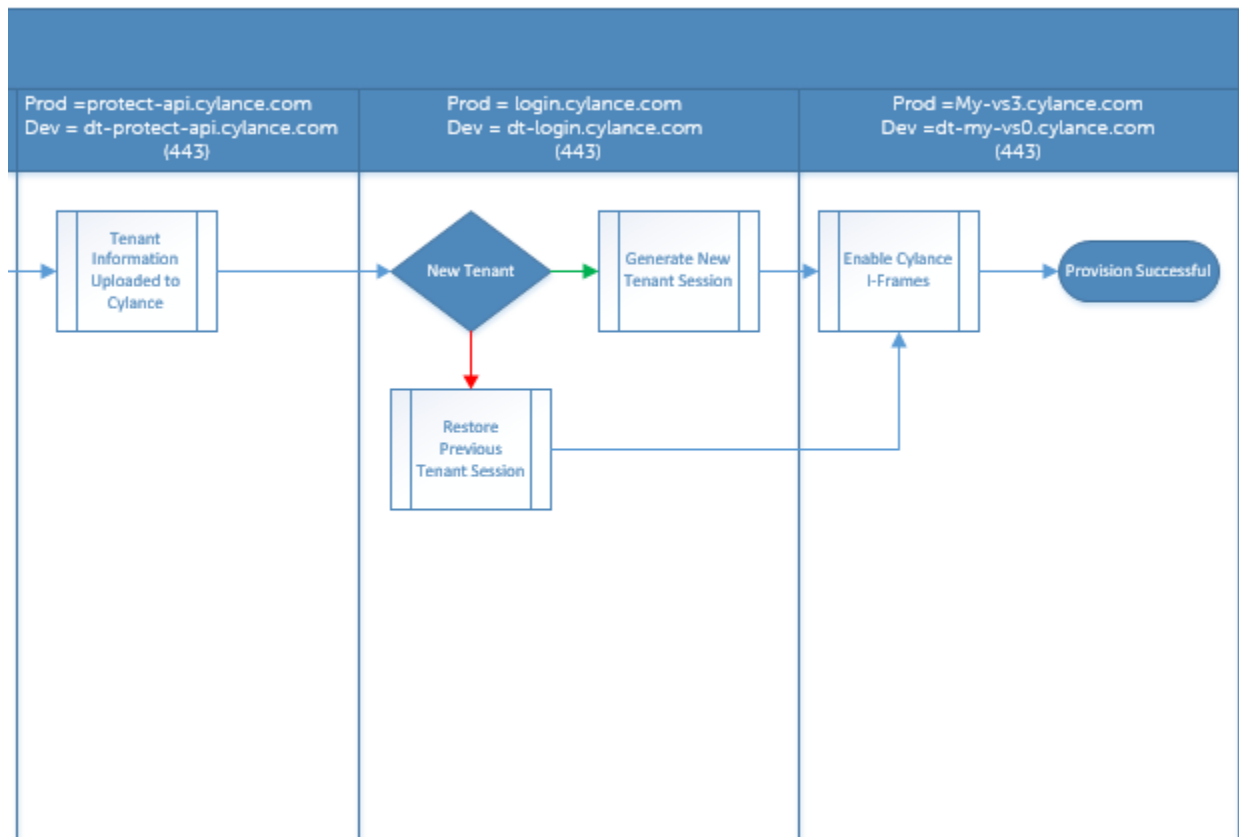 Prod =protect-api.cylance.com
Dev = dt-protect-api.cylance.com
(443)
Prod = login.cylance.com
Dev = dt-login.cylance.com
(443)
Prod =My-vs3.cylance.com
Dev =dt-my-vs0.cylance.com
(443)
Tenant
Information
Uploaded to
Cylance
New Tenant
Generate New
Tenant Session
Enable Cylance
I-Frames
Provision Successful
Restore
Previous
Tenant Session